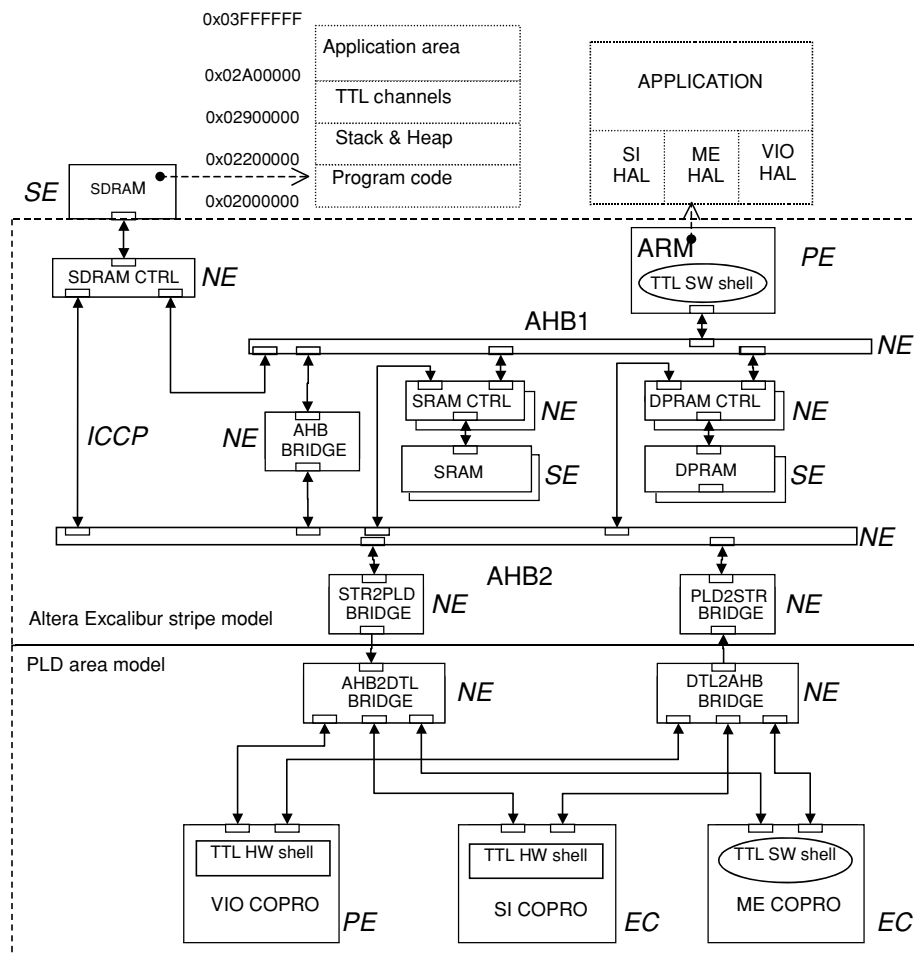 0x03FFFFFF
Application area
0x02A00000
TTL channels
0x02900000
Stack & Heap
0x02200000
Program code
0x02000000
APPLICATION
SI
HAL
ME
HAL
VIO
HAL
SE
SDRAM
SDRAM CTRL
NE
ARM
TTL SW shell
PE
AHB1
NE
ICCP
NE
AHB
BRIDGE
SRAM CTRL
NE
SRAM
SE
DPRAM CTRL
NE
DPRAM
SE
NE
AHB2
STR2PLD
BRIDGE
NE
PLD2STR
BRIDGE
NE
Altera Excalibur stripe model
PLD area model
AHB2DTL
BRIDGE
NE
DTL2AHB
BRIDGE
NE
TTL HW shell
VIO COPRO
PE
TTL HW shell
SI COPRO
EC
TTL SW shell
ME COPRO
EC